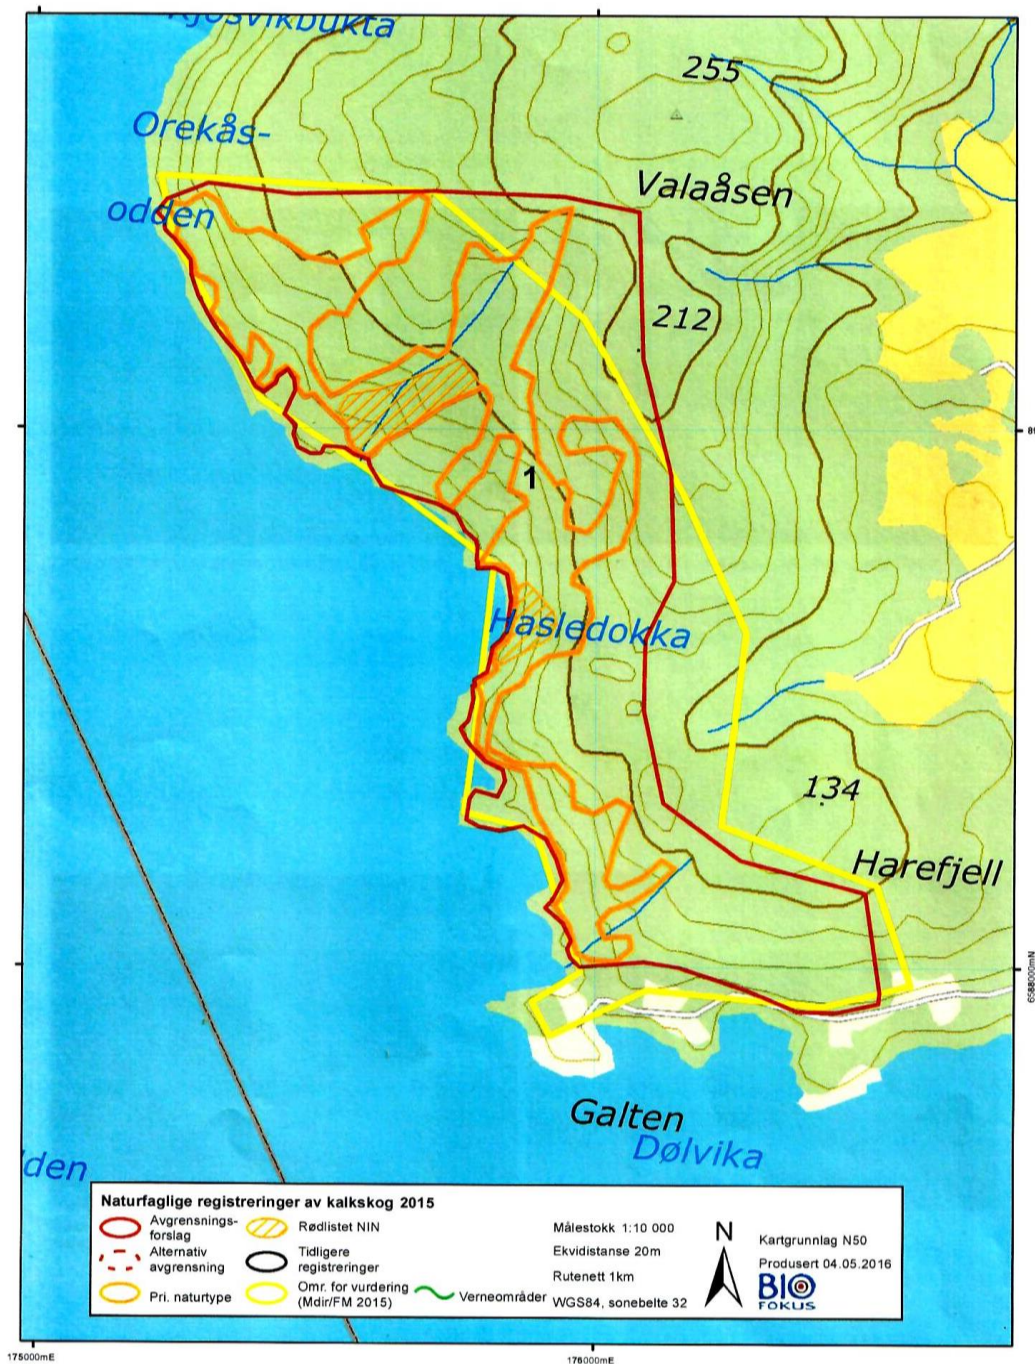 Kjøsvikbukta
255
Orekås-
Valaåsen
odden
212
1
Hasledokka
134
Harefjell
6588000mN
Galten
Dølvika
dden
Naturfaglige registreringer av kalkskog 2015
Avgrensnings-
forslag
Alternativ
avgrensning
Pri. naturtype
Rødlistet NIN
Tidligere
registreringer
Omr. for vurdering
(Mdir/FM 2015)
Verneområder
Målestokk 1:10 000
Ekvidistanse 20m
Rutenett 1km
WGS84, sonebelte 32
N
Kartgrunnlag N50
Produsert 04.05.2016
BIO
FOKUS
175000mE
176000mE